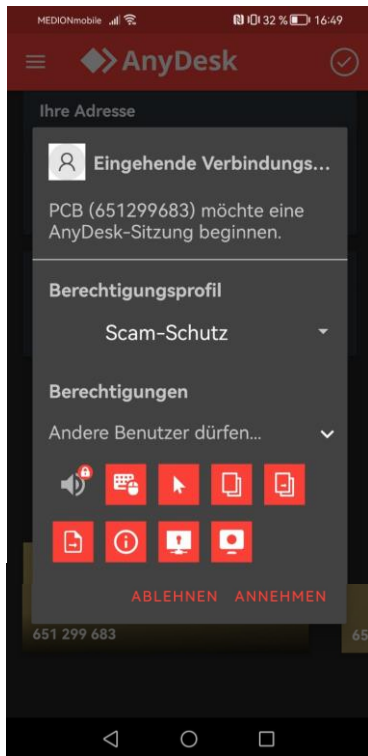 MEDIONmobile 32 % 16:49
AnyDesk
Ihre Adresse
Eingehende Verbindungs...
PCB (651299683) möchte eine
AnyDesk-Sitzung beginnen.
Berechtigungsprofil
Scam-Schutz
Berechtigungen
Andere Benutzer dürfen...
ABLEHNEN ANNEHMEN
651 299 683 65